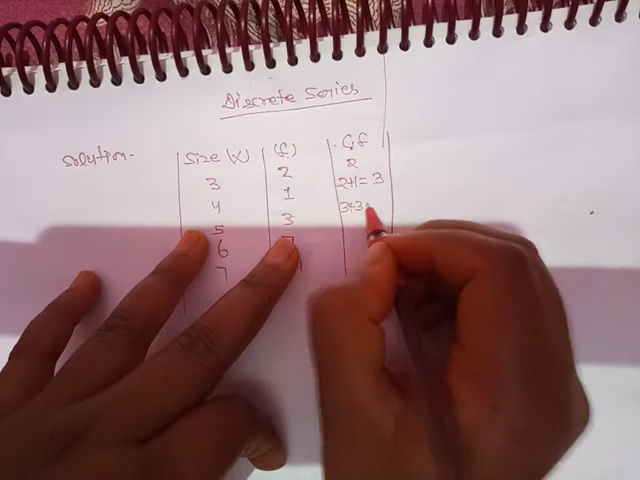 Discrete Series
Solution-
Size (X) (f) C.f
3 2 2
4 1 2+1=3
5 3 3+3
6
7